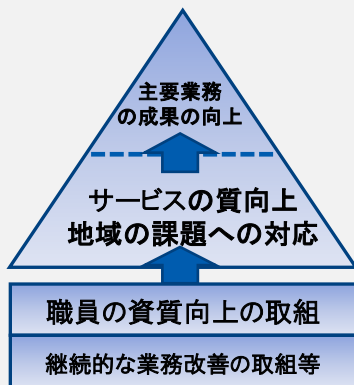 主要業務
の成果の向上
サービスの質向上
地域の課題への対応
職員の資質向上の取組
継続的な業務改善の取組等